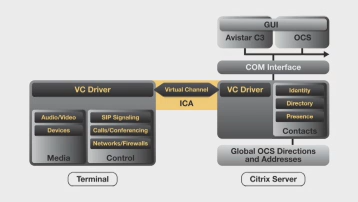 GUI
Avistar C3
OCS
COM Interface
VC Driver
Virtual Channel
ICA
VC Driver
Audio/Video
Devices
Media
SIP Signaling
Calls/Conferencing
Networks/Firewalls
Control
Identity
Directory
Presence
Contacts
Global OCS Directions
and Addresses
Terminal
Citrix Server